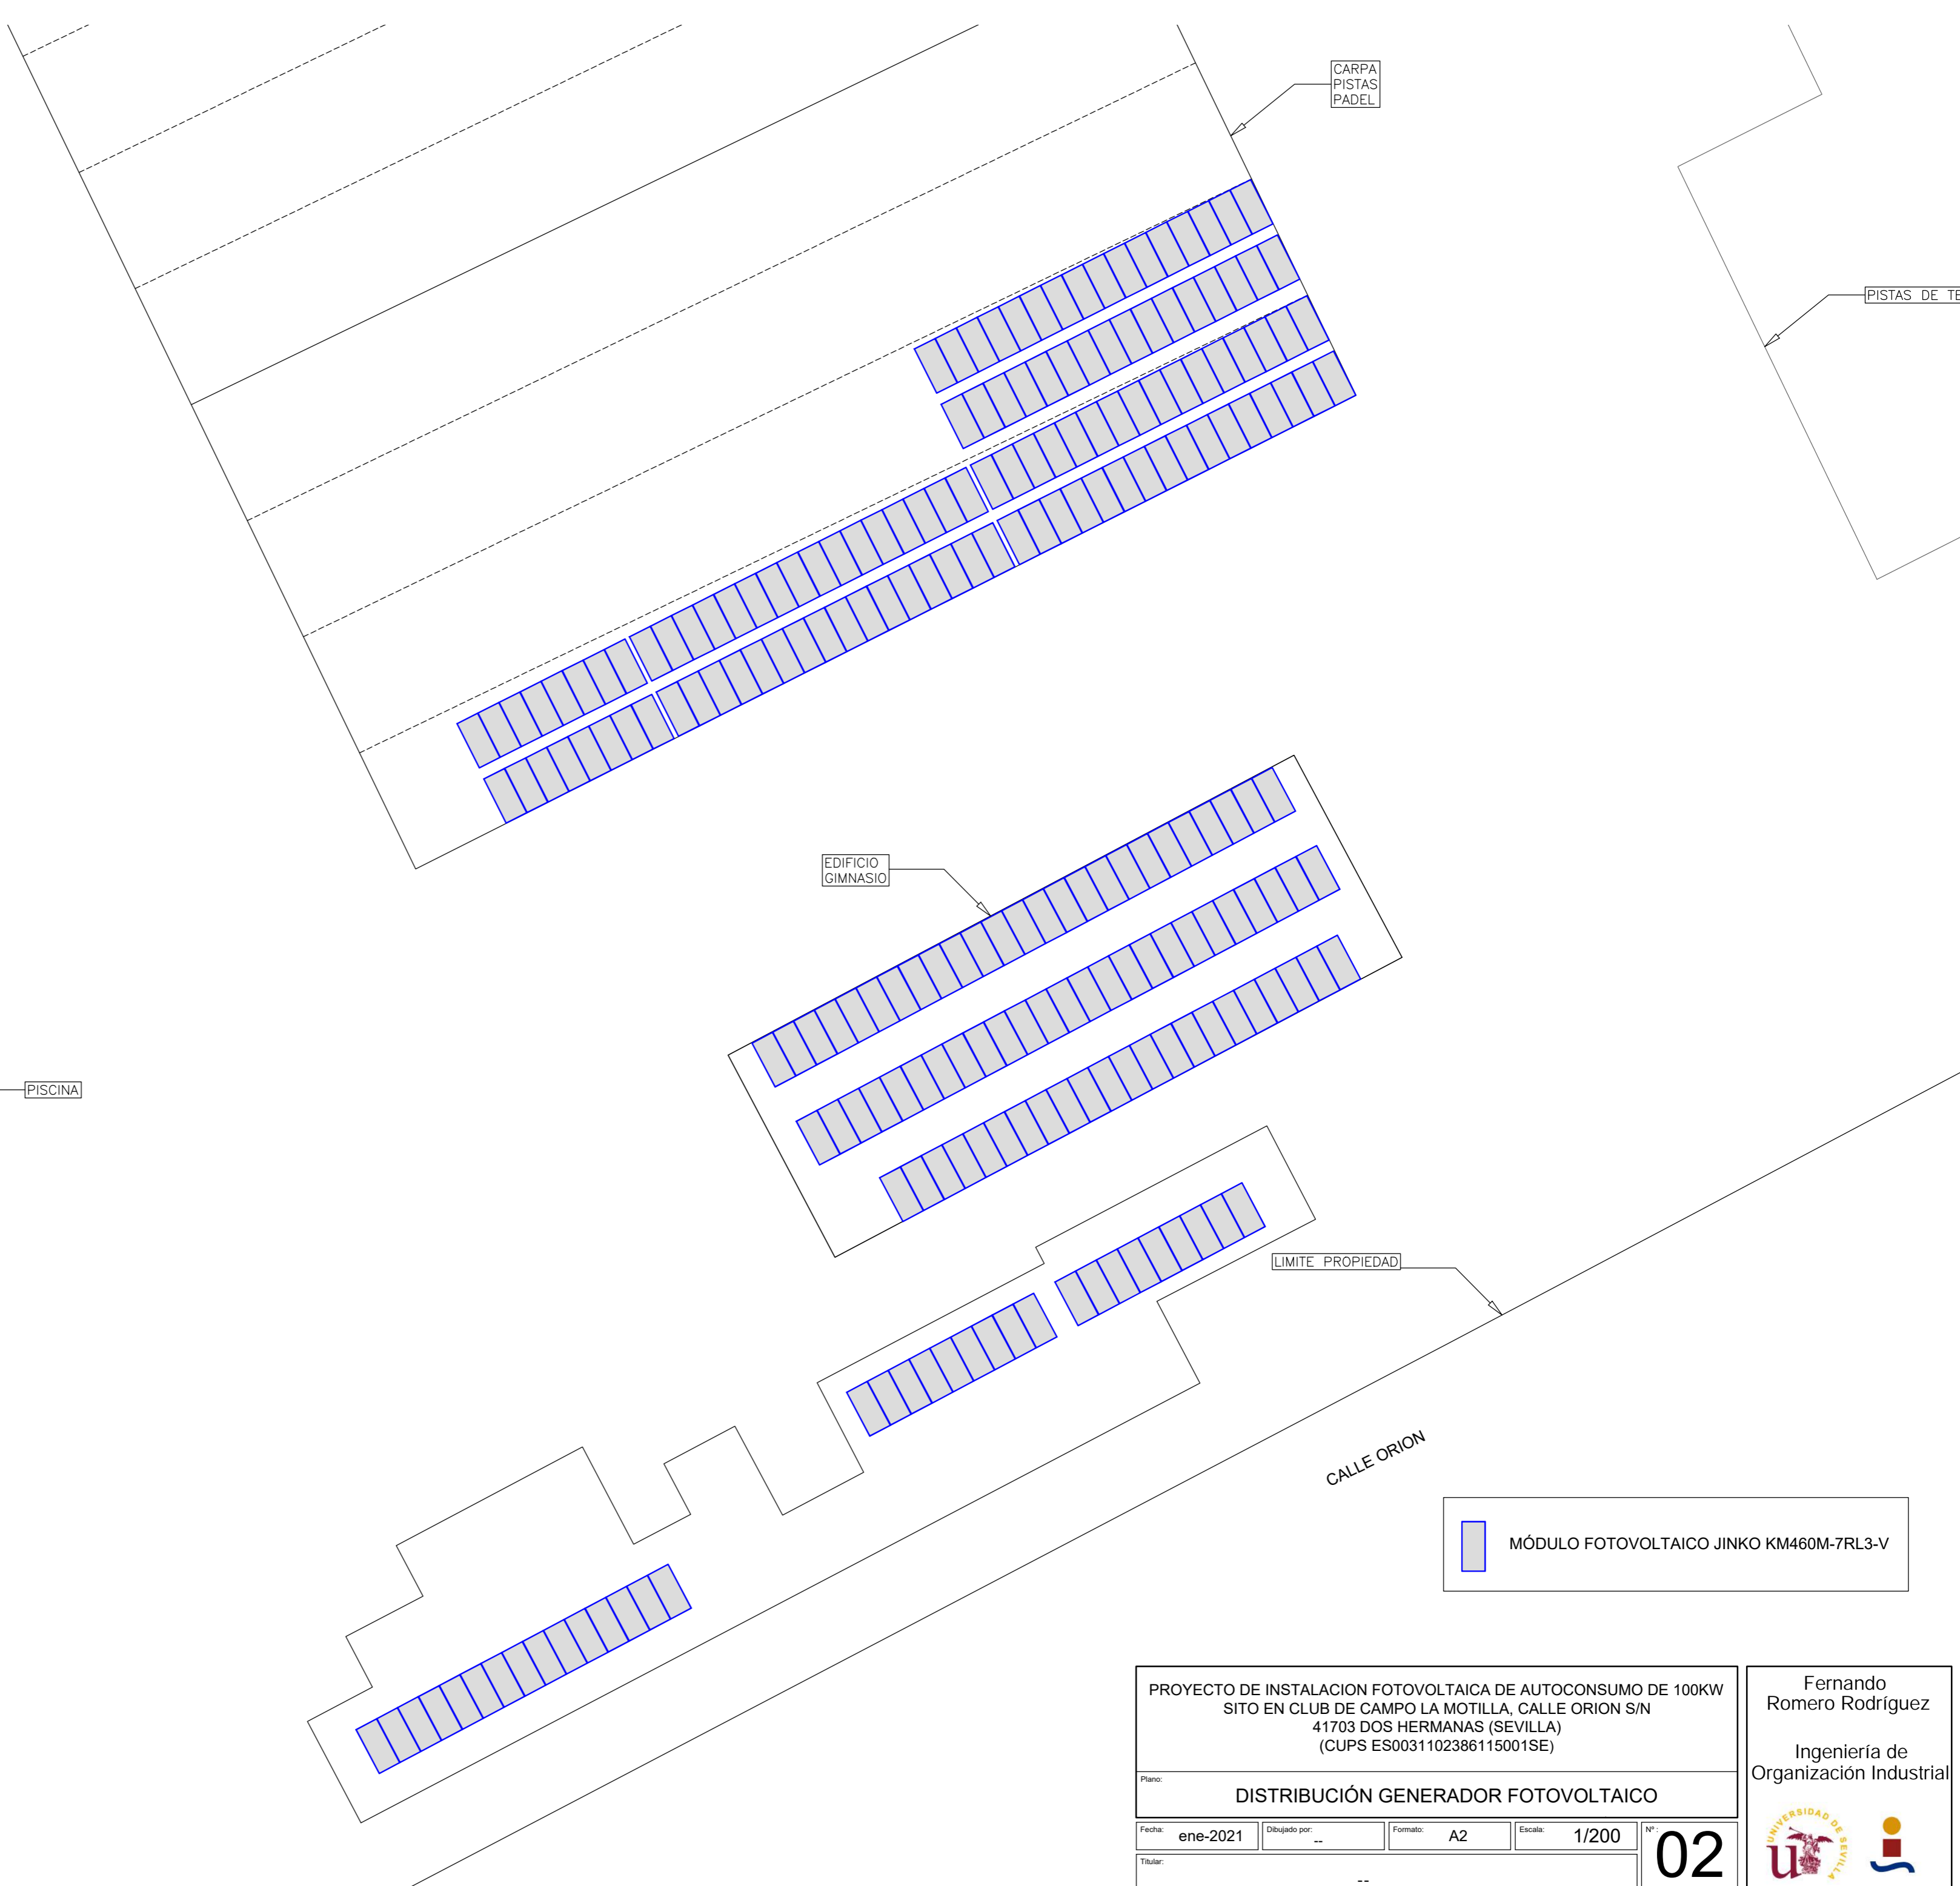 CARPA
PISTAS
PADEL
PISTAS DE TE
EDIFICIO
GIMNASIO
PISCINA
LIMITE PROPIEDAD
CALLE ORION
MÓDULO FOTOVOLTAICO JINKO KM460M-7RL3-V
PROYECTO DE INSTALACION FOTOVOLTAICA DE AUTOCONSUMO DE 100KW
SITO EN CLUB DE CAMPO LA MOTILLA, CALLE ORION S/N
41703 DOS HERMANAS (SEVILLA)
(CUPS ES0031102386115001SE)
Plano:
DISTRIBUCIÓN GENERADOR FOTOVOLTAICO
Fecha: ene-2021
Dibujado por: --
Formato: A2
Escala: 1/200
Nº: 02
Titular:
--
Fernando
Romero Rodríguez
Ingeniería de
Organización Industrial
UNIVERSIDAD DE SEVILLA